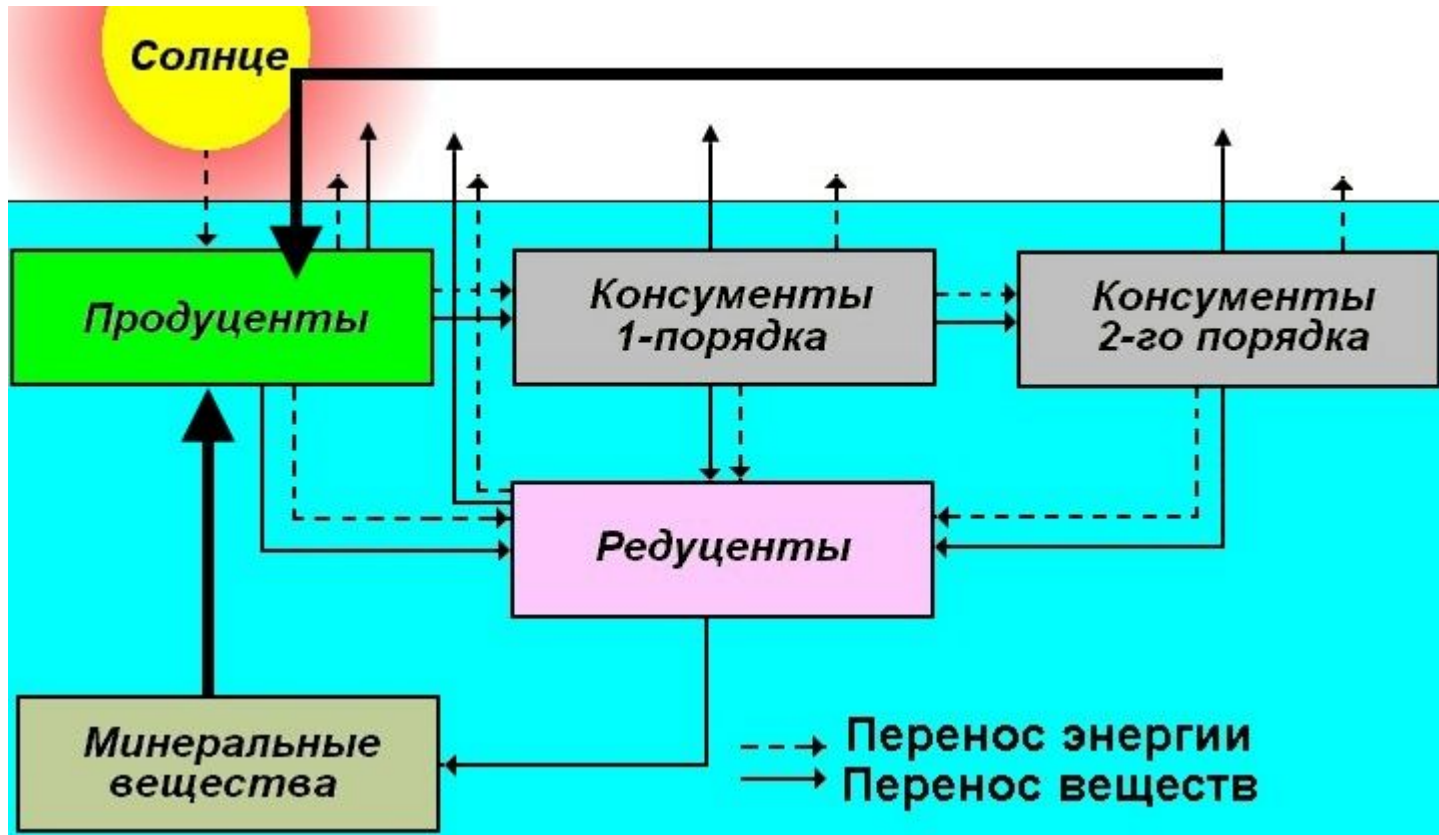 Солнце
Продуценты
Консументы
1-порядка
Консументы
2-го порядка
Редуценты
Минеральные
вещества
Перенос энергии
Перенос веществ